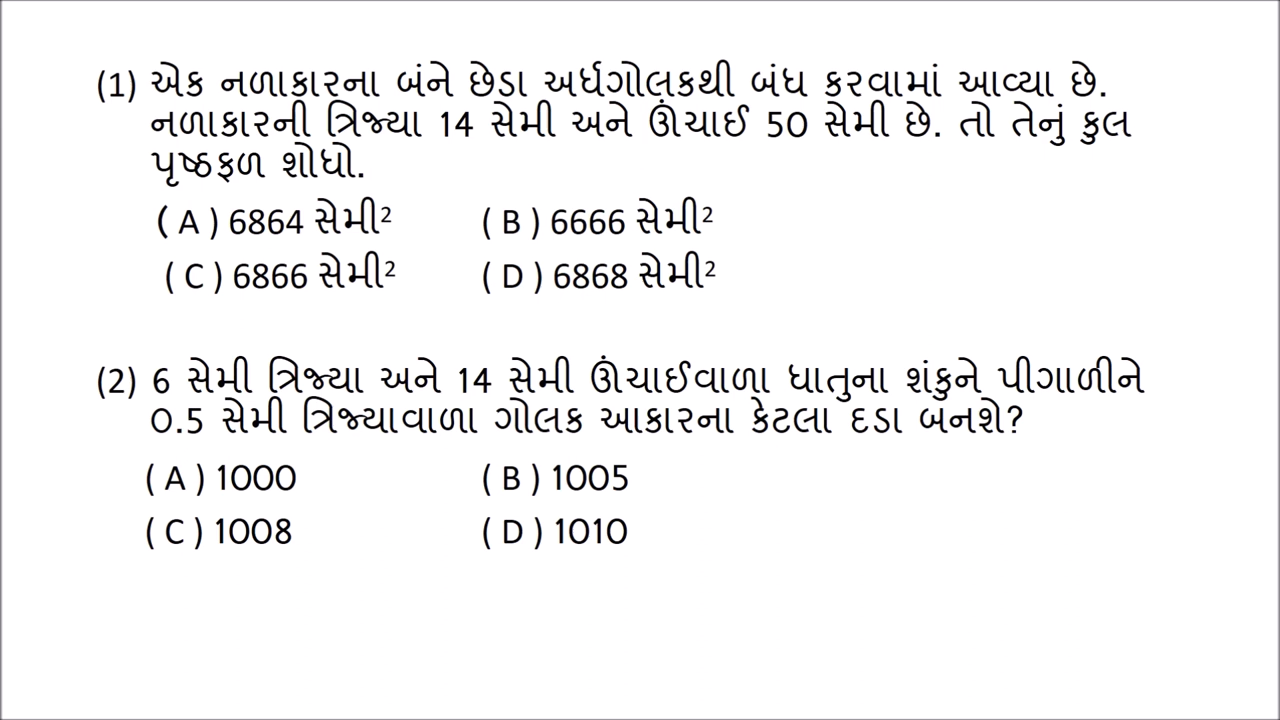 (1) એક નળાકારના બંને છેડા અર્ધગોલકથી બંધ કરવામાં આવ્યા છે.
નળાકારની ત્રિજ્યા 14 સેમી અને ઊંચાઈ 50 સેમી છે. તો તેનું કુલ
પૃષ્ઠફળ શોધો.
( A ) 6864 સેમી² ( B ) 6666 સેમી²
( C ) 6866 સેમી² ( D ) 6868 સેમી²
(2) 6 સેમી ત્રિજ્યા અને 14 સેમી ઊંચાઈવાળા ધાતુના શંકુને પીગાળીને
0.5 સેમી ત્રિજ્યાવાળા ગોલક આકારના કેટલા દડા બનશે?
( A ) 1000 ( B ) 1005
( C ) 1008 ( D ) 1010